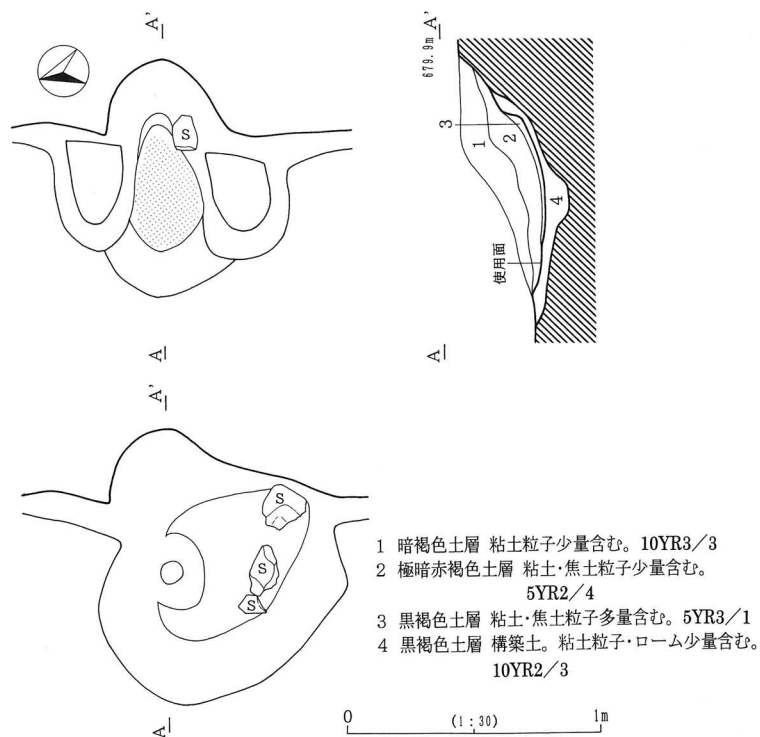 A'
S
A
679.9m
A'
3
1
2
4
使用面
A
A'
S
S
S
A
1 暗褐色土層 粘土粒子少量含む。10YR3/3
2 極暗赤褐色土層 粘土・焦土粒子少量含む。
5YR2/4
3 黒褐色土層 粘土・焦土粒子多量含む。5YR3/1
4 黒褐色土層 構築土。粘土粒子・ローム少量含む。
10YR2/3
0 (1:30) 1m